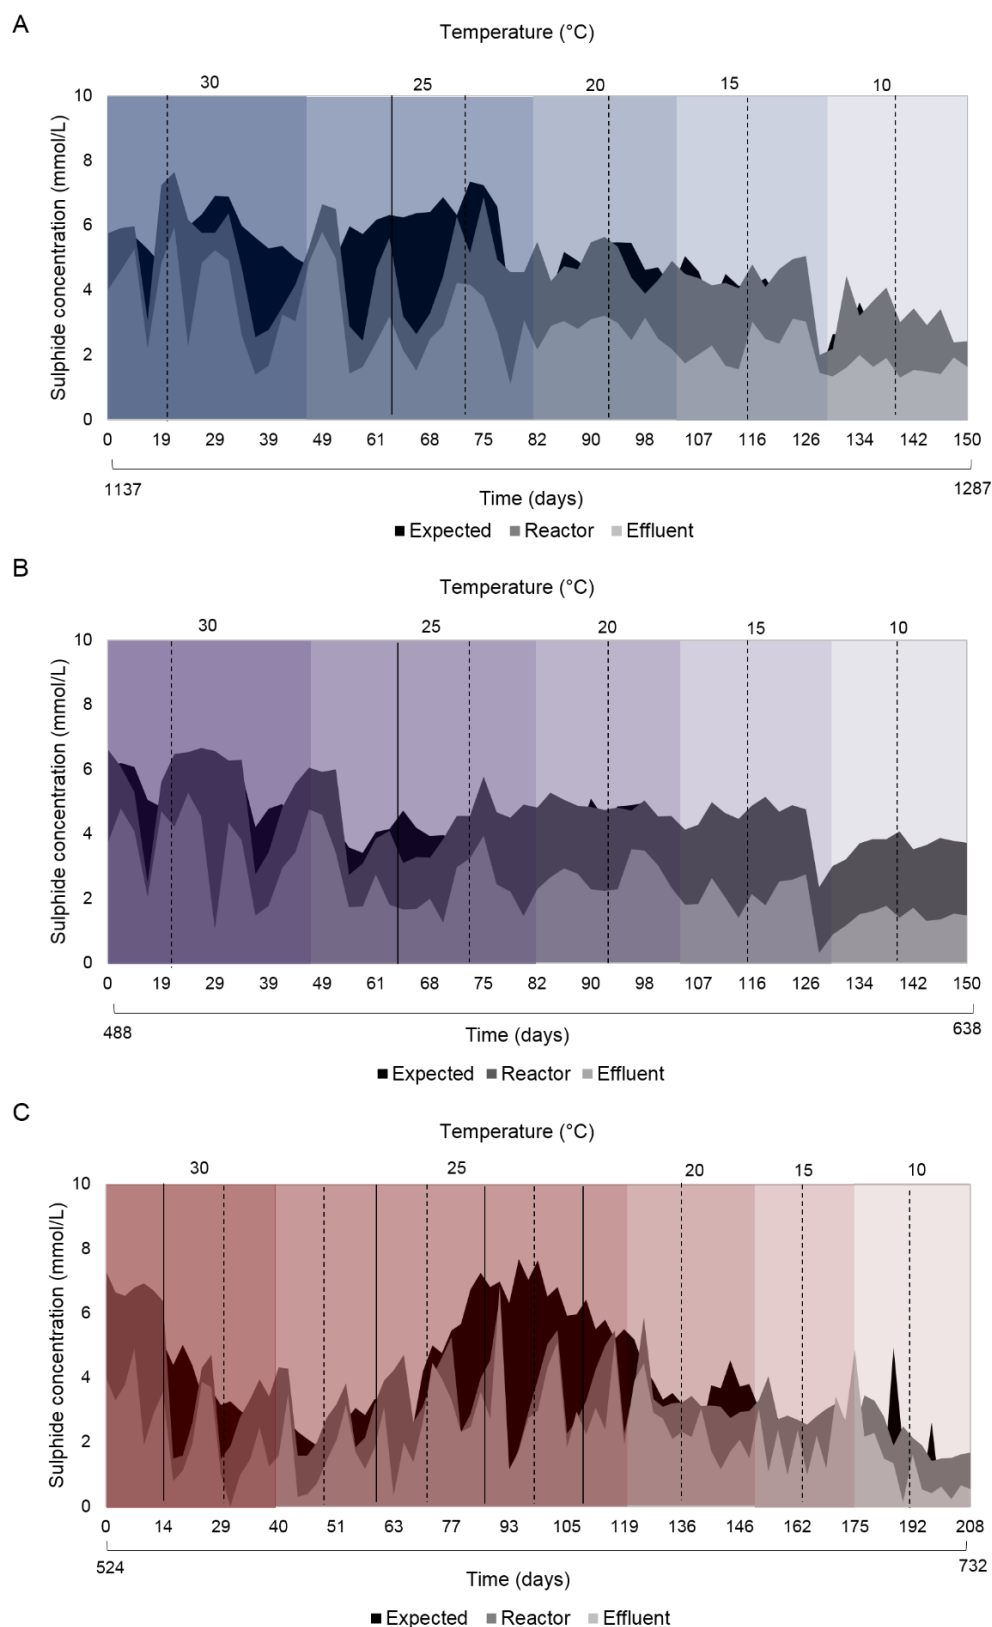 A
Temperature (°C)
30 25 20 15 10
10
8
6
4
2
0
Sulphide concentration (mmol/L)
0 19 29 39 49 61 68 75 82 90 98 107 116 126 134 142 150
1137 1287
Time (days)
Expected Reactor Effluent
B
Temperature (°C)
30 25 20 15 10
10
8
6
4
2
0
Sulphide concentration (mmol/L)
0 19 29 39 49 61 68 75 82 90 98 107 116 126 134 142 150
488 638
Time (days)
Expected Reactor Effluent
C
Temperature (°C)
30 25 20 15 10
10
8
6
4
2
0
Sulphide concentration (mmol/L)
0 14 29 40 51 63 77 93 105 119 136 146 162 175 192 208
524 732
Time (days)
Expected Reactor Effluent